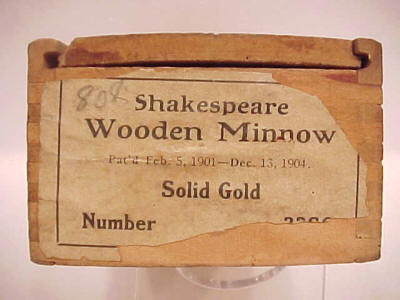 808
Shakespeare
Wooden Minnow
Pat'd Feb. 5, 1901—Dec. 13, 1904.
Solid Gold
Number